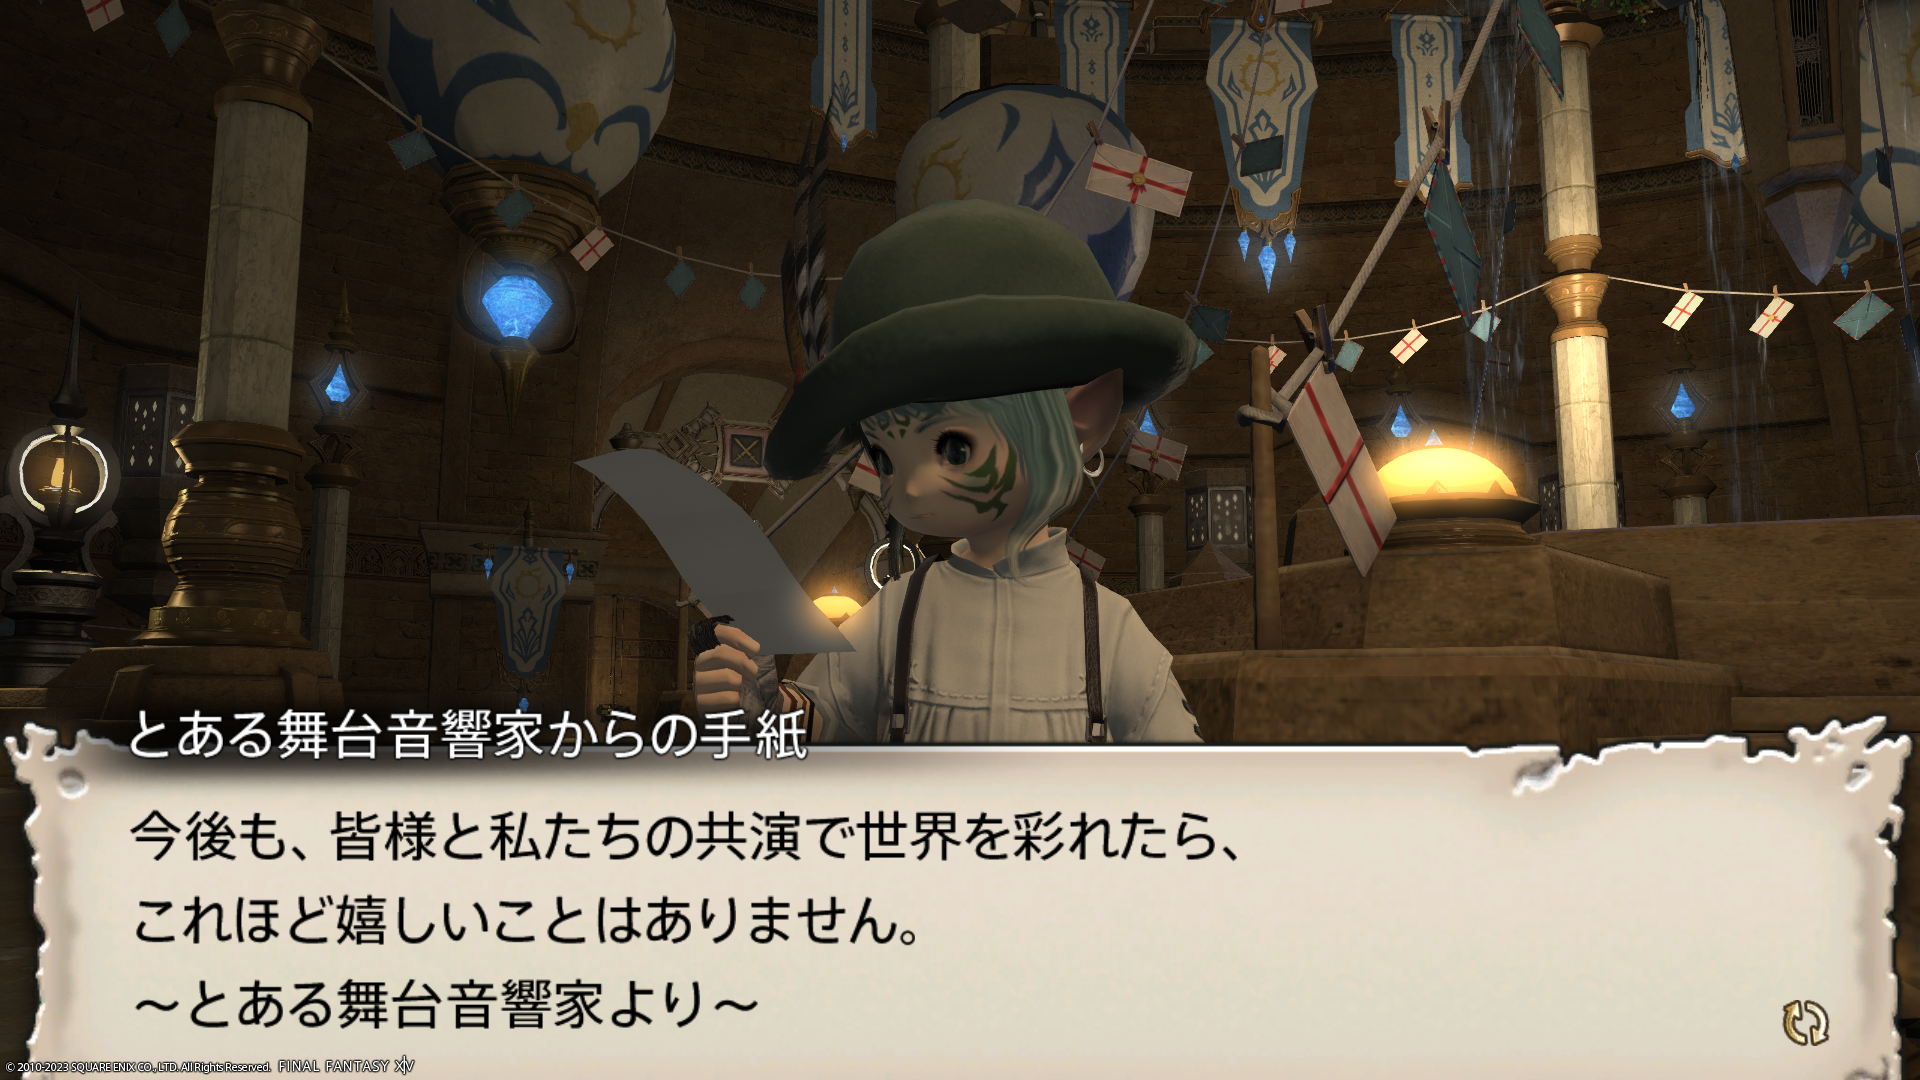 とある舞台音響家からの手紙
今後も、皆様と私たちの共演で世界を彩れたら、
これほど嬉しいことはありません。
～とある舞台音響家より～
© 2010-2023 SQUARE ENIX CO., LTD. All Rights Reserved. FINAL FANTASY XIV